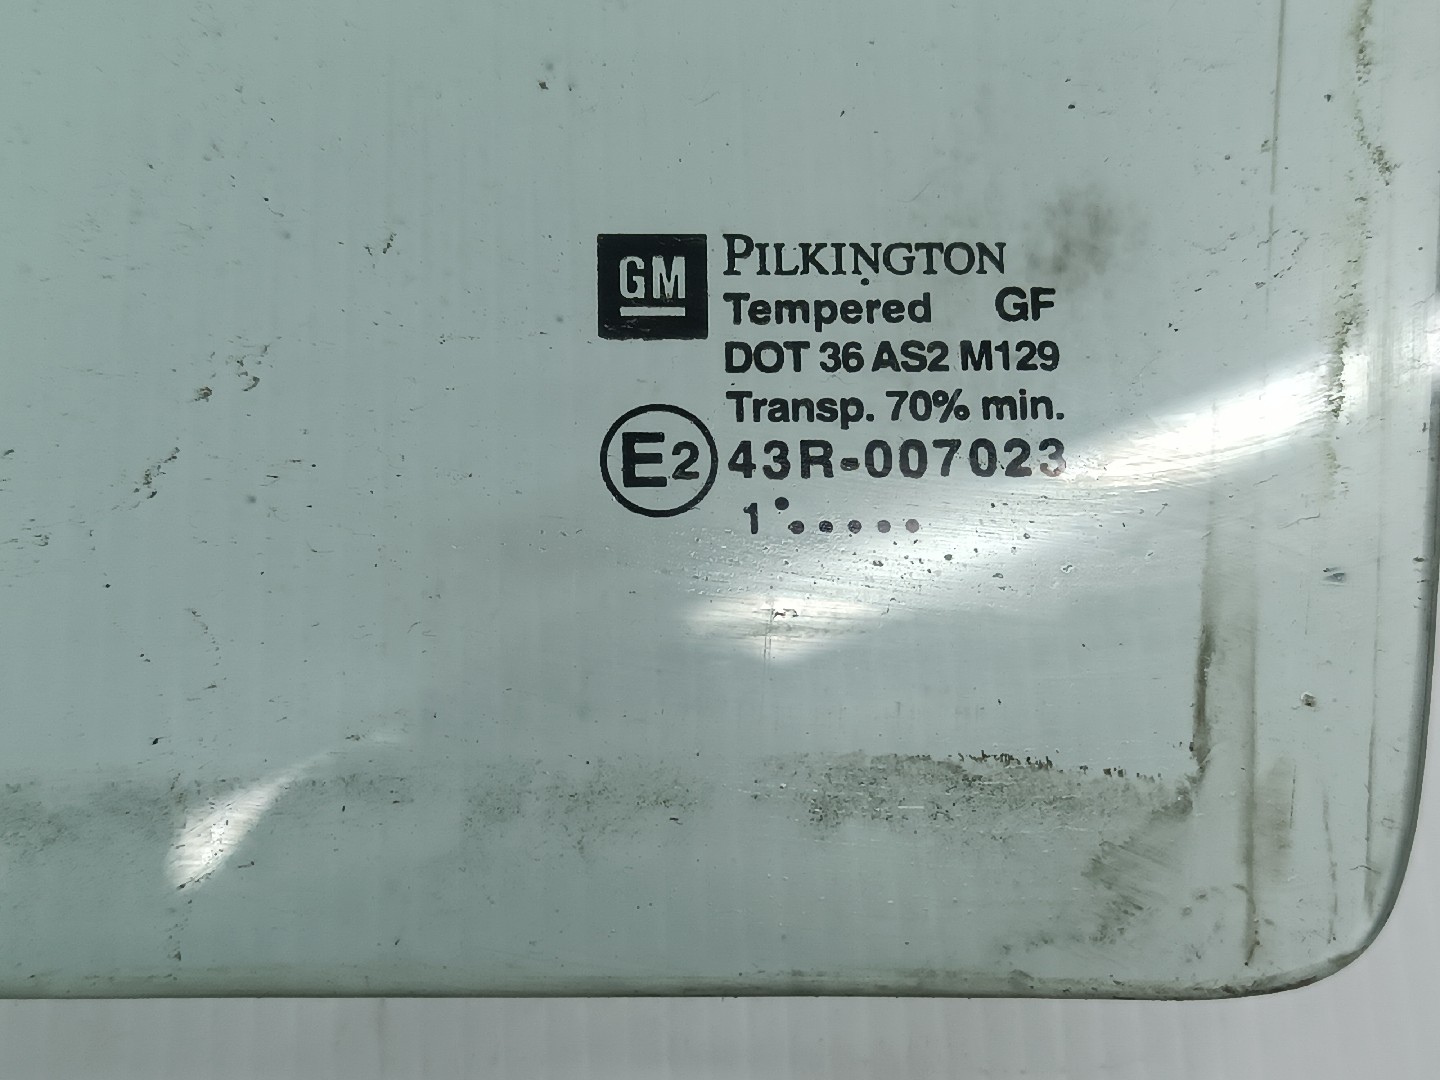 GM
PILKINGTON
Tempered GF
DOT 36 AS2 M129
Transp. 70% min.
E2 43R-007023
1 • • • • • •